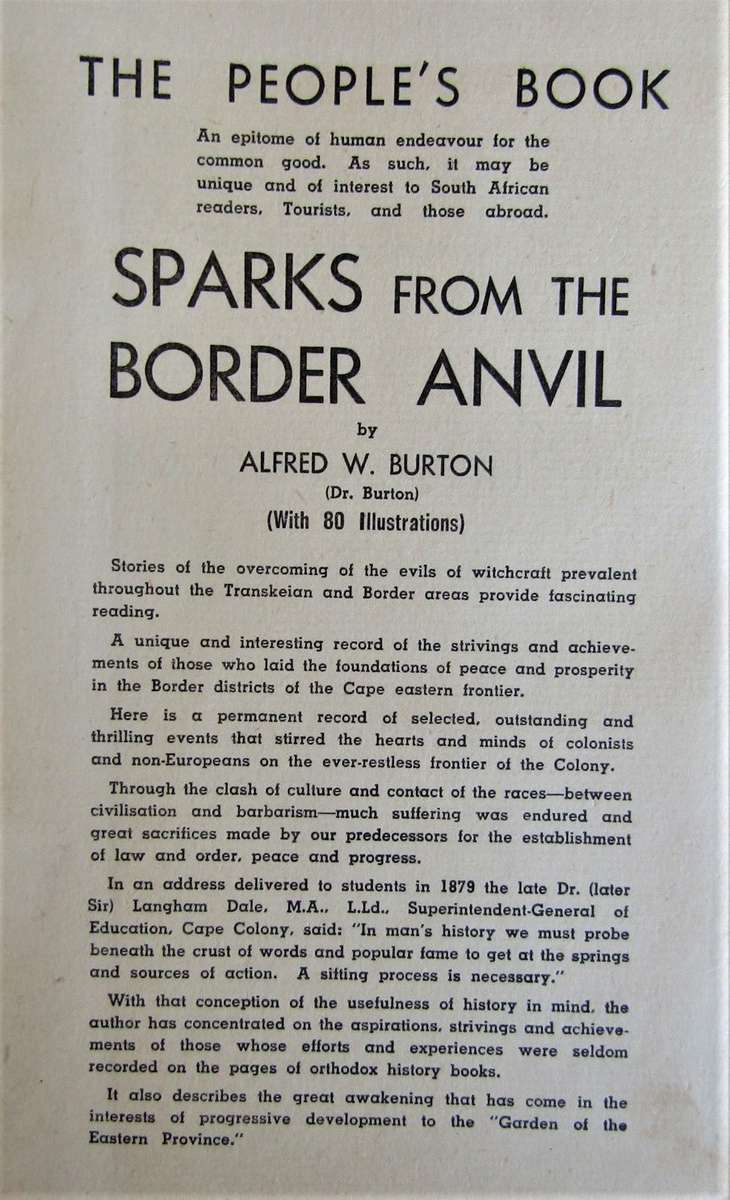 THE PEOPLE'S BOOK
An epitome of human endeavour for the
common good. As such, it may be
unique and of interest to South African
readers, Tourists, and those abroad.
SPARKS FROM THE
BORDER ANVIL
by
ALFRED W. BURTON
(Dr. Burton)
(With 80 Illustrations)
Stories of the overcoming of the evils of witchcraft prevalent
throughout the Transkeian and Border areas provide fascinating
reading.
A unique and interesting record of the strivings and achieve-
ments of those who laid the foundations of peace and prosperity
in the Border districts of the Cape eastern frontier.
Here is a permanent record of selected, outstanding and
thrilling events that stirred the hearts and minds of colonists
and non-Europeans on the ever-restless frontier of the Colony.
Through the clash of culture and contact of the races—between
civilisation and barbarism—much suffering was endured and
great sacrifices made by our predecessors for the establishment
of law and order, peace and progress.
In an address delivered to students in 1879 the late Dr. (later
Sir) Langham Dale, M.A., L.Ld., Superintendent-General of
Education, Cape Colony, said: "In man's history we must probe
beneath the crust of words and popular fame to get at the springs
and sources of action. A sifting process is necessary."
With that conception of the usefulness of history in mind, the
author has concentrated on the aspirations, strivings and achieve-
ments of those whose efforts and experiences were seldom
recorded on the pages of orthodox history books.
It also describes the great awakening that has come in the
interests of progressive development to the "Garden of the
Eastern Province."